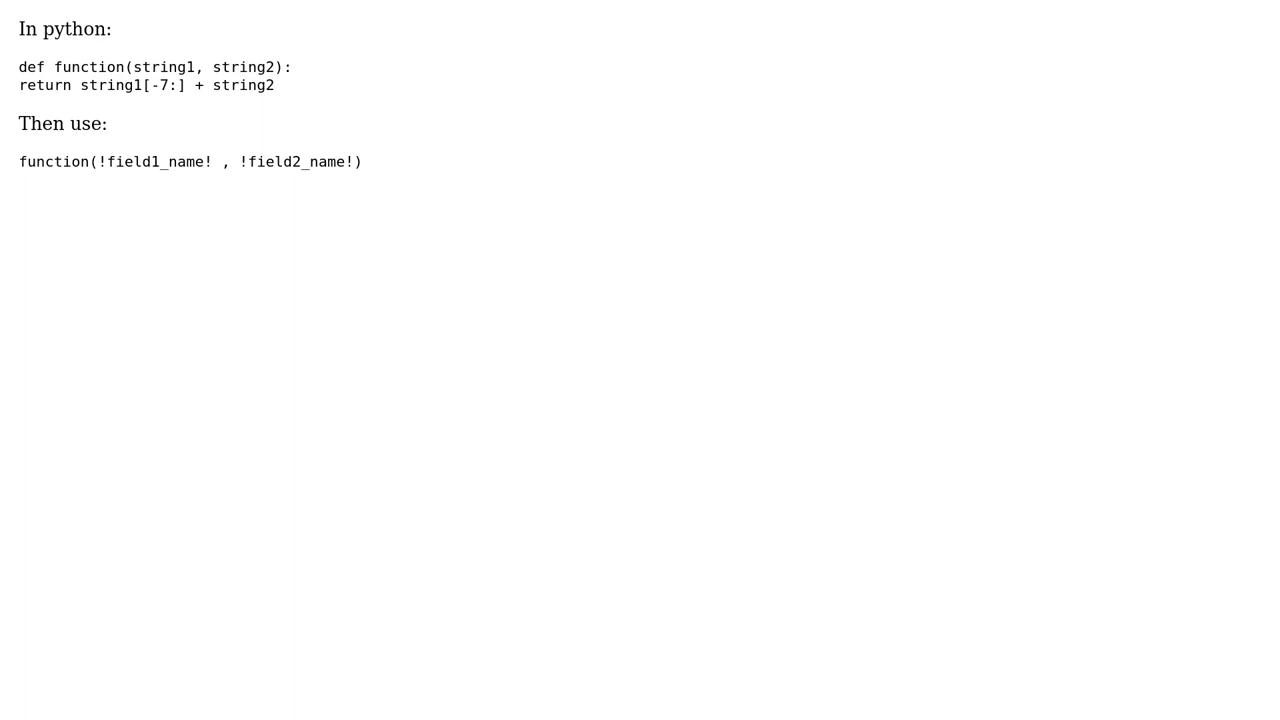 In python:
def function(string1, string2):
return string1[-7:] + string2
Then use:
function(!field1_name! , !field2_name!)